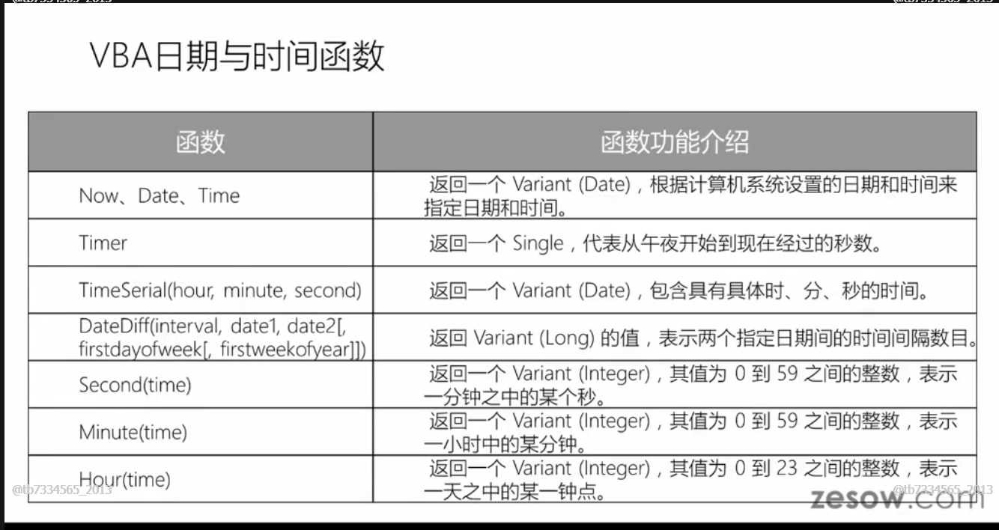 @tb7334565_2013 @tb7334565_2013
VBA日期与时间函数
函数
函数功能介绍
Now、Date、Time
返回一个 Variant (Date)，根据计算机系统设置的日期和时间来
指定日期和时间。
Timer
返回一个 Single，代表从午夜开始到现在经过的秒数。
TimeSerial(hour, minute, second)
返回一个 Variant (Date)，包含具有具体时、分、秒的时间。
DateDiff(interval, date1, date2[,
firstdayofweek[, firstweekofyear]])
返回 Variant (Long) 的值，表示两个指定日期间的时间间隔数目。
Second(time)
返回一个 Variant (Integer)，其值为 0 到 59 之间的整数，表示
一分钟之中的某个秒。
Minute(time)
返回一个 Variant (Integer)，其值为 0 到 59 之间的整数，表示
一小时中的某分钟。
Hour(time)
返回一个 Variant (Integer)，其值为 0 到 23 之间的整数，表示
一天之中的某一钟点。
@tb7334565_2013 @tb7334565_2013
zesow.com